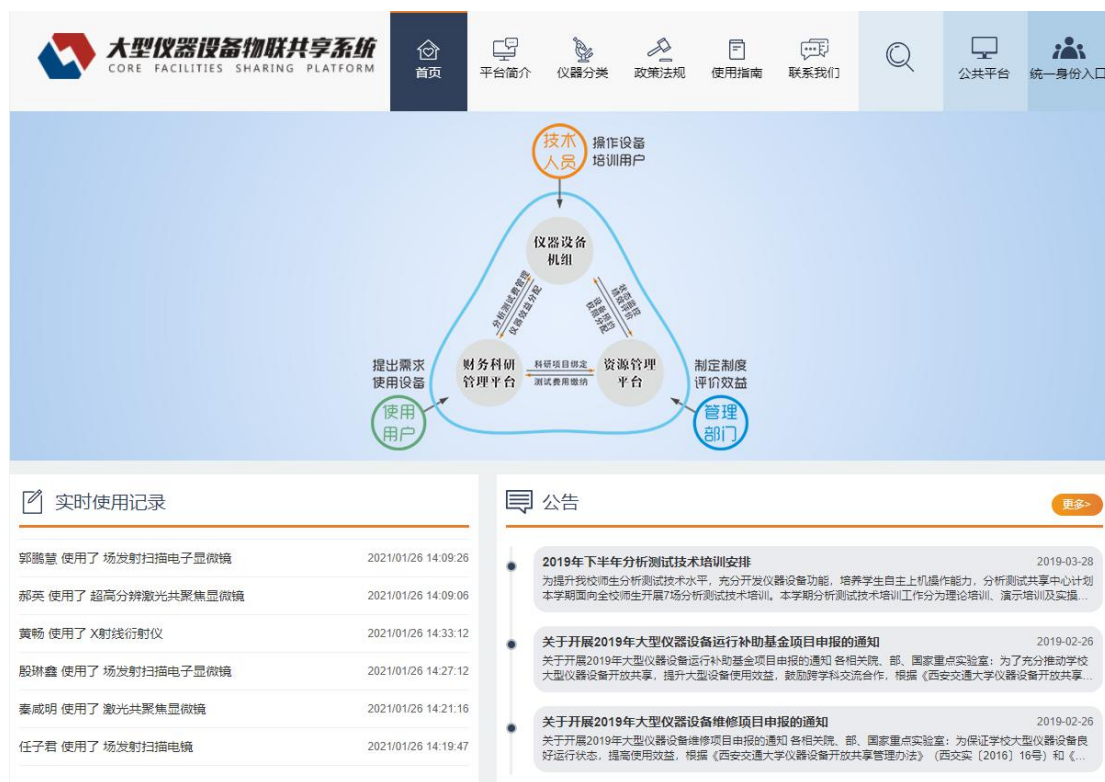 大型仪器设备物联共享系统
CORE FACILITIES SHARING PLATFORM
首页
平台简介
仪器分类
政策法规
使用指南
联系我们
公共平台
统一身份入口
技术
人员
操作设备
培训用户
仪器设备
机组
分析测试费管理
仪器效益分配
状态监控
绩效评价
设备预约
权限分配
财务科研
管理平台
科研项目绑定
测试费用缴纳
资源管理
平台
提出需求
使用设备
使用
用户
制定制度
评价效益
管理
部门
实时使用记录
郭鹏慧 使用了 场发射扫描电子显微镜 2021/01/26 14:09:26
郝英 使用了 超高分辨激光共聚焦显微镜 2021/01/26 14:09:06
黄畅 使用了 X射线衍射仪 2021/01/26 14:33:12
殷琳鑫 使用了 场发射扫描电子显微镜 2021/01/26 14:27:12
秦咸明 使用了 激光共聚焦显微镜 2021/01/26 14:21:16
任子君 使用了 场发射扫描电镜 2021/01/26 14:19:47
公告
更多>
2019年下半年分析测试技术培训安排 2019-03-28
为提升我校师生分析测试技术水平，充分开发仪器设备功能，培养学生自主上机操作能力，分析测试共享中心计划
本学期面向全校师生开展7场分析测试技术培训。本学期分析测试技术培训工作分为理论培训、演示培训及实操...
关于开展2019年大型仪器设备运行补助基金项目申报的通知 2019-02-26
关于开展2019年大型仪器设备运行补助基金项目申报的通知 各相关院、部、国家重点实验室：为了充分推动学校
大型仪器设备开放共享，提升大型设备使用效益，鼓励跨学科交流合作，根据《西安交通大学仪器设备开放共享...
关于开展2019年大型仪器设备维修项目申报的通知 2019-02-26
关于开展2019年大型仪器设备维修项目申报的通知 各相关院、部、国家重点实验室：为保证学校大型仪器设备良
好运行状态，提高使用效益，根据《西安交通大学仪器设备开放共享管理办法》（西交实〔2016〕16号）和《...